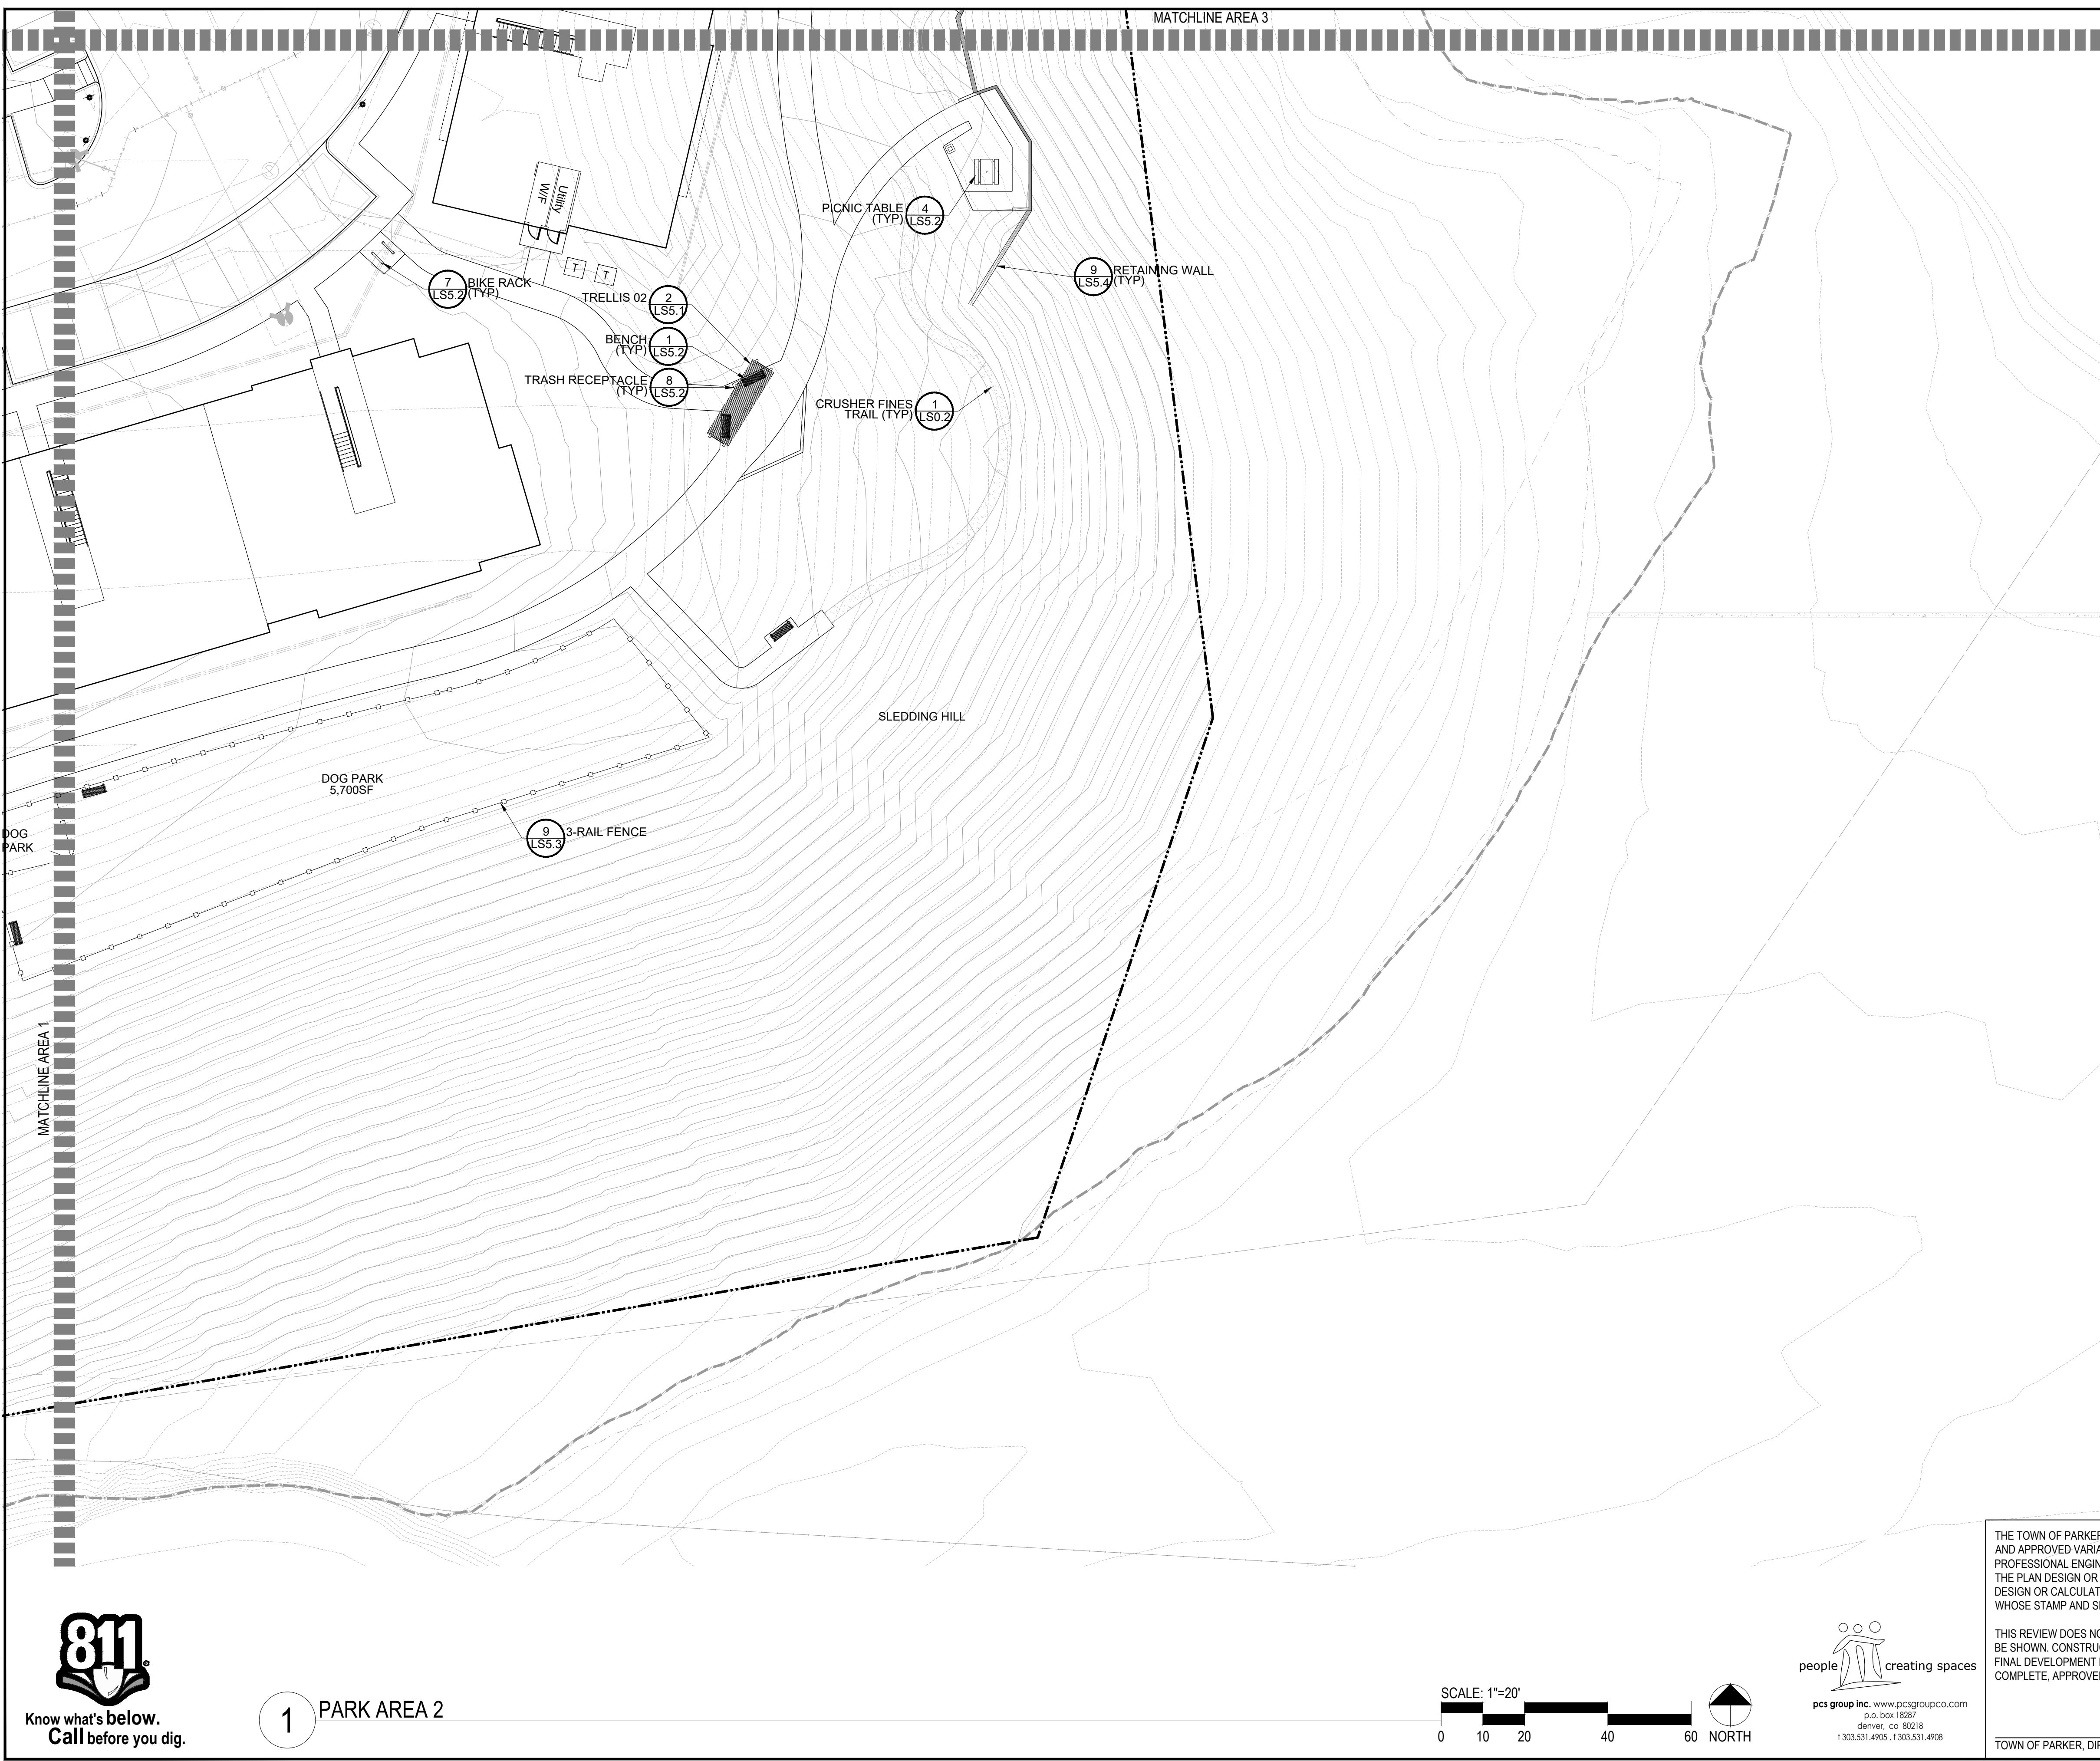 MATCHLINE AREA 3
Utility
W/F
PICNIC TABLE
(TYP)
4
LS5.2
7
LS5.2
BIKE RACK
(TYP)
T
T
9
LS5.4
RETAINING WALL
(TYP)
TRELLIS 02
2
LS5.1
BENCH
(TYP)
1
LS5.2
TRASH RECEPTACLE
(TYP)
8
LS5.2
CRUSHER FINES
TRAIL (TYP)
1
LS0.2
SLEDDING HILL
DOG PARK
5,700SF
DOG
PARK
9
LS5.3
3-RAIL FENCE
MATCHLINE AREA 1
811
Know what's below.
Call before you dig.
1
PARK AREA 2
SCALE: 1"=20'
0 10 20 40 60
NORTH
people creating spaces
pcs group inc. www.pcsgroupco.com
p.o. box 18287
denver, co 80218
t 303.531.4905 . f 303.531.4908
THE TOWN OF PARKER
AND APPROVED VARIA
PROFESSIONAL ENGIN
THE PLAN DESIGN OR
DESIGN OR CALCULAT
WHOSE STAMP AND SI
THIS REVIEW DOES NO
BE SHOWN. CONSTRU
FINAL DEVELOPMENT
COMPLETE, APPROVE
TOWN OF PARKER, DI